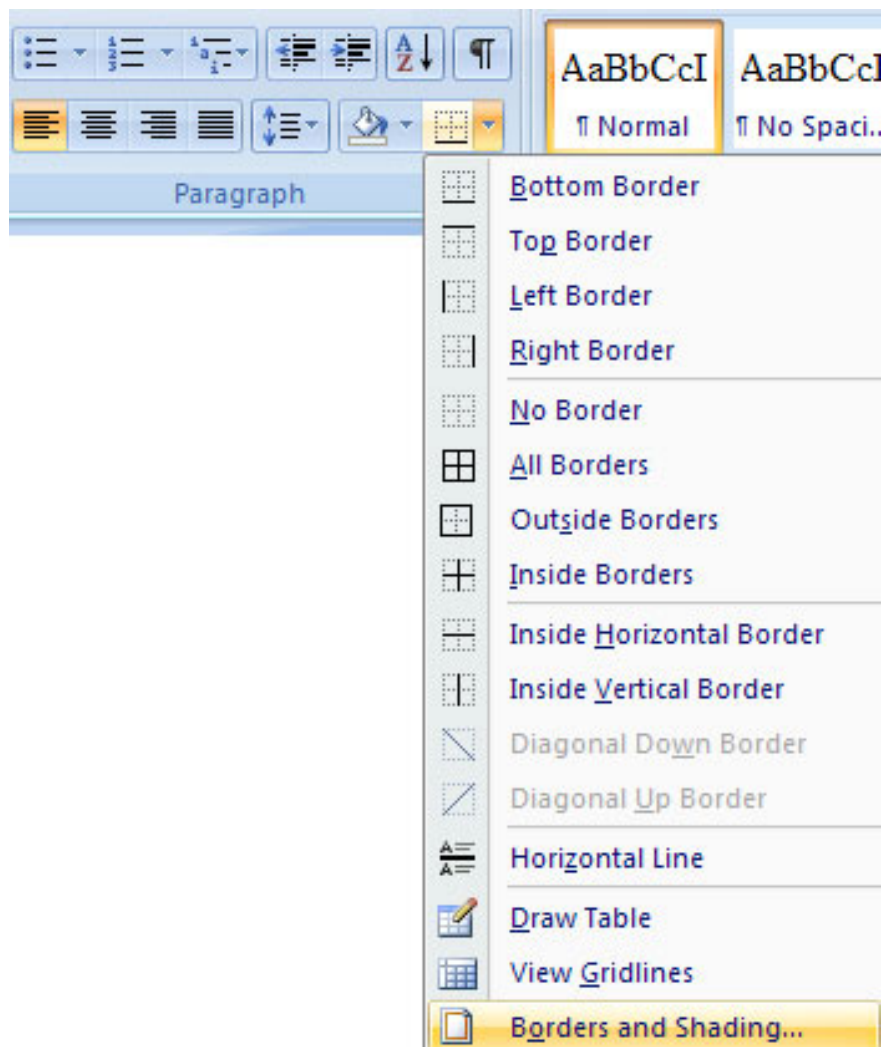 AaBbCcI AaBbCcI
¶ Normal ¶ No Spaci...
Paragraph
Bottom Border
Top Border
Left Border
Right Border
No Border
All Borders
Outside Borders
Inside Borders
Inside Horizontal Border
Inside Vertical Border
Diagonal Down Border
Diagonal Up Border
Horizontal Line
Draw Table
View Gridlines
Borders and Shading...